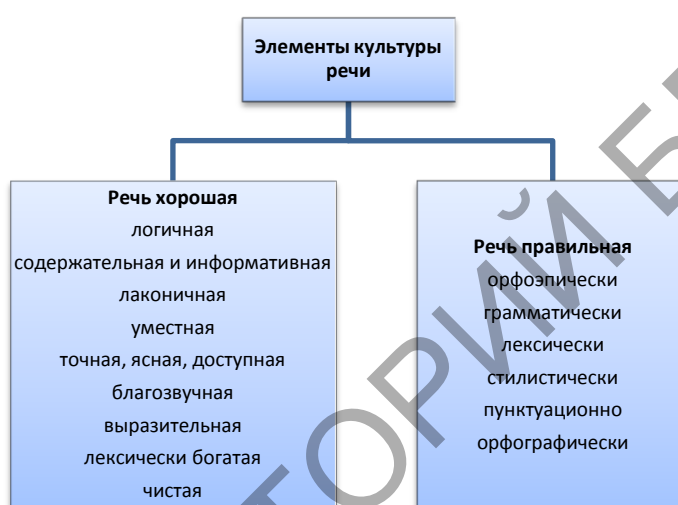 Элементы культуры
речи
Речь хорошая
логичная
содержательная и информативная
лаконичная
уместная
точная, ясная, доступная
благозвучная
выразительная
лексически богатая
чистая
Речь правильная
орфоэпически
грамматически
лексически
стилистически
пунктуационно
орфографически